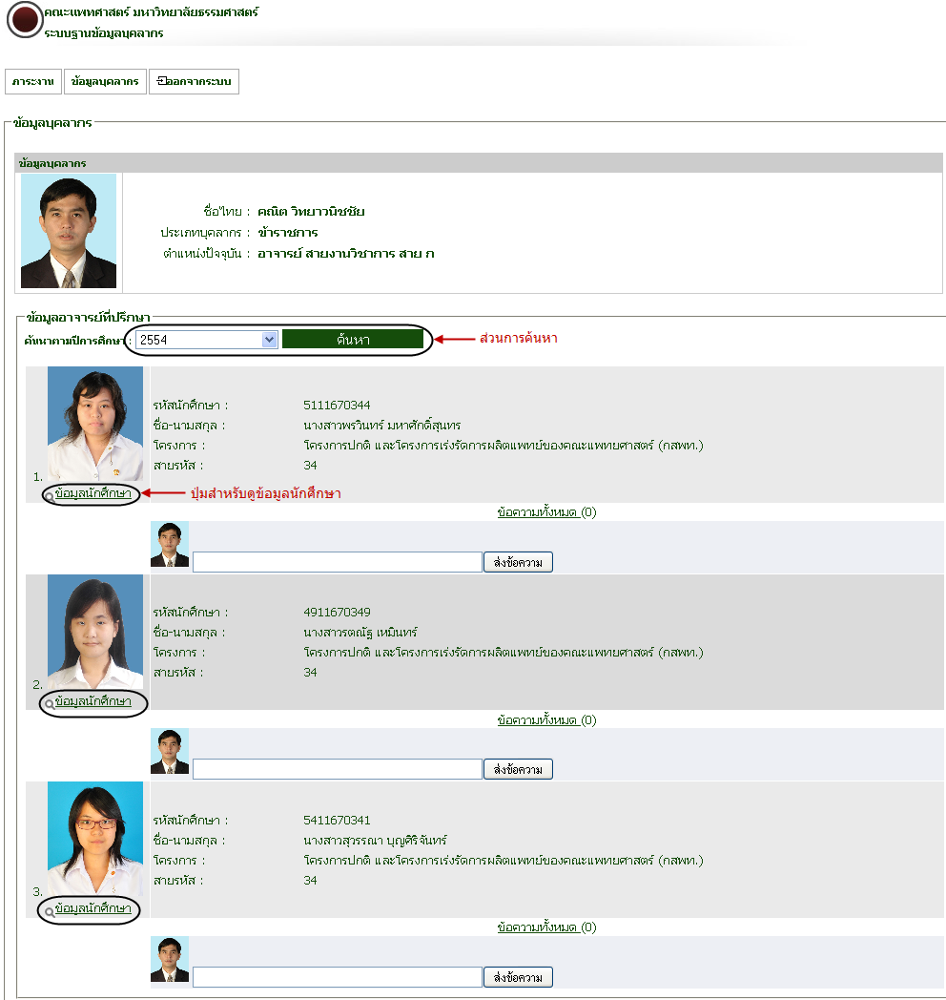 คณะแพทศาสตร์ มหาวิทยาลัยธรรมศาสตร์
ระบบฐานข้อมูลบุคลากร
ภาระงาน ข้อมูลบุคลากร ออกจากระบบ
ข้อมูลบุคลากร
ข้อมูลบุคลากร
ชื่อไทย : คณิต วิทยาวนิชชัย
ประเภทบุคลากร : ข้าราชการ
ตำแหน่งปัจจุบัน : อาจารย์ สายงานวิชาการ สาย ก
ข้อมูลอาจารย์ที่ปรึกษา
ค้นหาตามปีการศึกษา : 2554 ค้นหา ส่วนการค้นหา
รหัสนักศึกษา : 5111670344
ชื่อ-นามสกุล : นางสาวพรวินทร์ มหาศักดิ์สุนทร
โครงการ : โครงการปกติ และโครงการเร่งรัดการผลิตแพทย์ของคณะแพทยศาสตร์ (กสพท.)
สายรหัส : 34
1.
ข้อมูลนักศึกษา ปุ่มสำหรับดูข้อมูลนักศึกษา
ข้อความทั้งหมด (0)
ส่งข้อความ
รหัสนักศึกษา : 4911670349
ชื่อ-นามสกุล : นางสาวรตณัฐ เหมินทร์
โครงการ : โครงการปกติ และโครงการเร่งรัดการผลิตแพทย์ของคณะแพทยศาสตร์ (กสพท.)
สายรหัส : 34
2.
ข้อมูลนักศึกษา
ข้อความทั้งหมด (0)
ส่งข้อความ
รหัสนักศึกษา : 5411670341
ชื่อ-นามสกุล : นางสาวสุวรรณา บุญศิริจันทร์
โครงการ : โครงการปกติ และโครงการเร่งรัดการผลิตแพทย์ของคณะแพทยศาสตร์ (กสพท.)
สายรหัส : 34
3.
ข้อมูลนักศึกษา
ข้อความทั้งหมด (0)
ส่งข้อความ